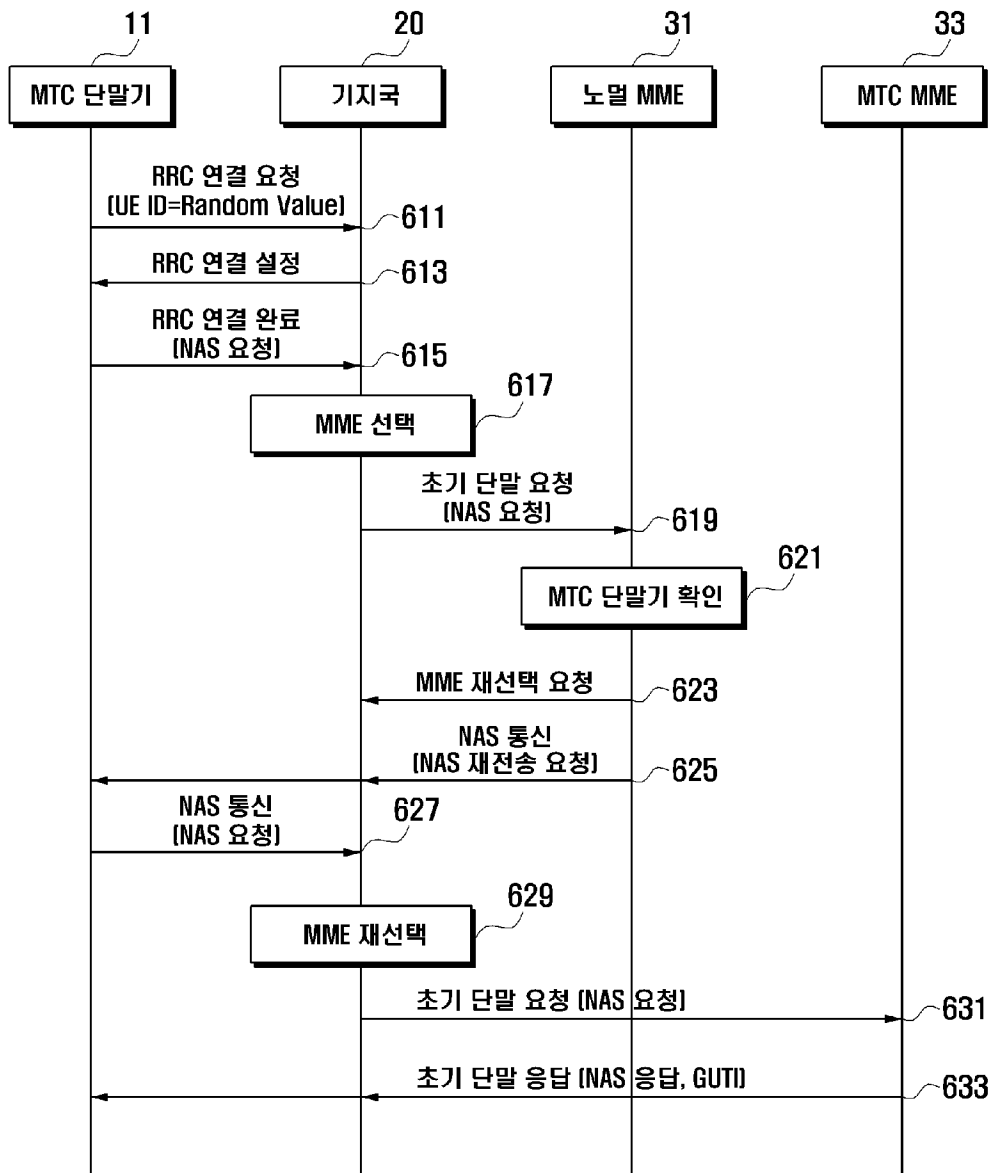 11
20
31
33
MTC 단말기
기지국
노멀 MME
MTC MME
RRC 연결 요청
(UE ID=Random Value)
611
RRC 연결 설정
613
RRC 연결 완료
(NAS 요청)
615
617
MME 선택
초기 단말 요청
(NAS 요청)
619
621
MTC 단말기 확인
MME 재선택 요청
623
NAS 통신
(NAS 재전송 요청)
625
NAS 통신
(NAS 요청)
627
629
MME 재선택
초기 단말 요청 (NAS 요청)
631
초기 단말 응답 (NAS 응답, GUTI)
633